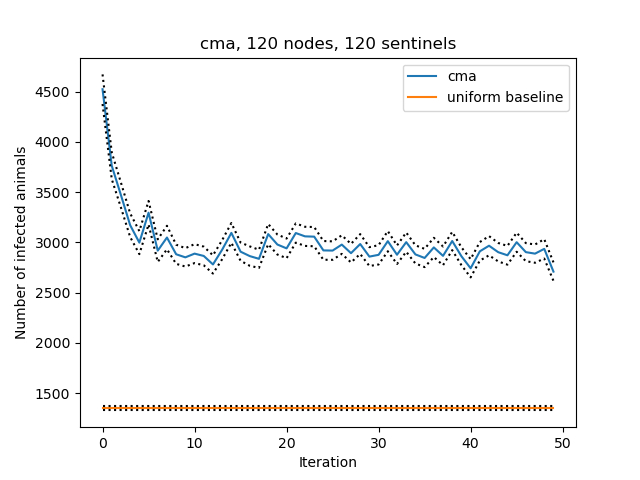 cma, 120 nodes, 120 sentinels
cma
uniform baseline
Number of infected animals
4500
4000
3500
3000
2500
2000
1500
0 10 20 30 40 50
Iteration